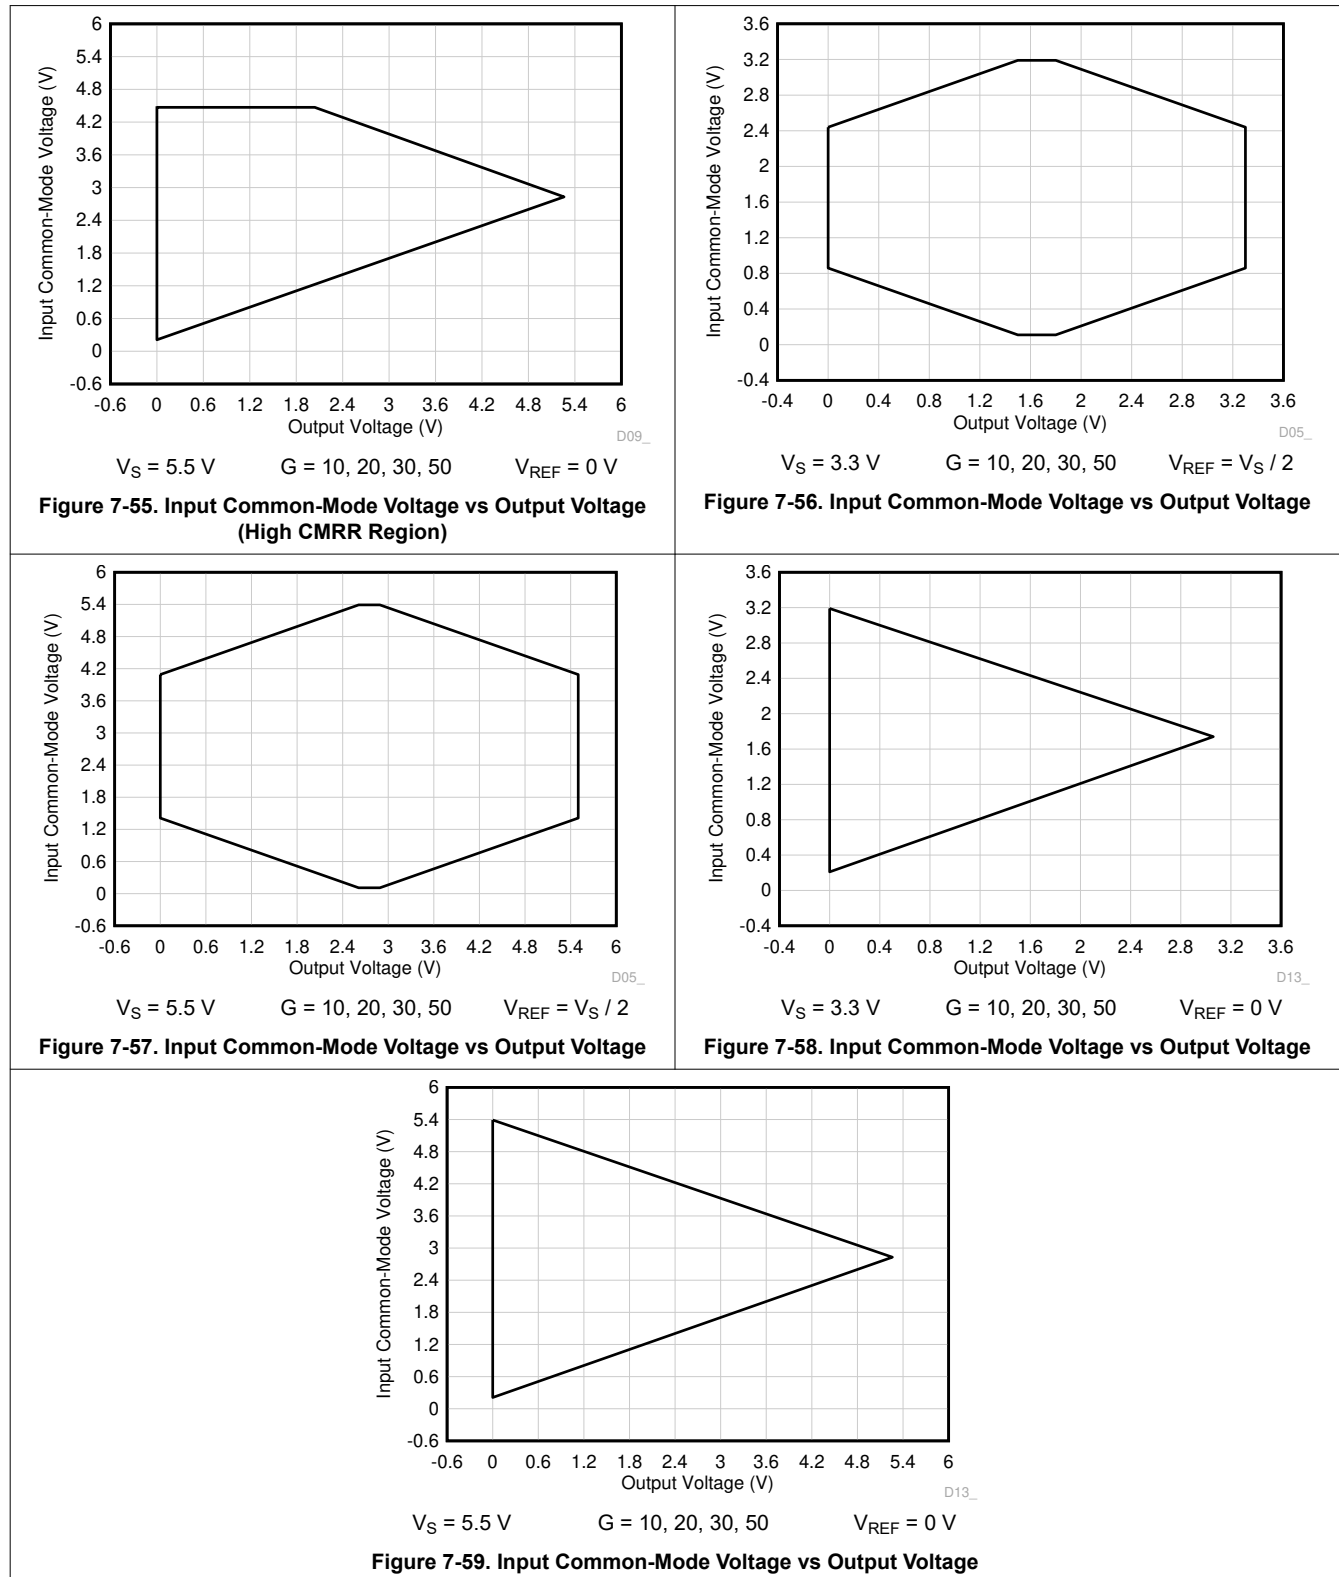 6
5.4
4.8
4.2
3.6
3
2.4
1.8
1.2
0.6
0
-0.6
Input Common-Mode Voltage (V)
-0.6 0 0.6 1.2 1.8 2.4 3 3.6 4.2 4.8 5.4 6
Output Voltage (V)
D09_
VS = 5.5 V G = 10, 20, 30, 50 VREF = 0 V
Figure 7-55. Input Common-Mode Voltage vs Output Voltage
(High CMRR Region)
3.6
3.2
2.8
2.4
2
1.6
1.2
0.8
0.4
0
-0.4
Input Common-Mode Voltage (V)
-0.4 0 0.4 0.8 1.2 1.6 2 2.4 2.8 3.2 3.6
Output Voltage (V)
D05_
VS = 3.3 V G = 10, 20, 30, 50 VREF = VS / 2
Figure 7-56. Input Common-Mode Voltage vs Output Voltage
6
5.4
4.8
4.2
3.6
3
2.4
1.8
1.2
0.6
0
-0.6
Input Common-Mode Voltage (V)
-0.6 0 0.6 1.2 1.8 2.4 3 3.6 4.2 4.8 5.4 6
Output Voltage (V)
D05_
VS = 5.5 V G = 10, 20, 30, 50 VREF = VS / 2
Figure 7-57. Input Common-Mode Voltage vs Output Voltage
3.6
3.2
2.8
2.4
2
1.6
1.2
0.8
0.4
0
-0.4
Input Common-Mode Voltage (V)
-0.4 0 0.4 0.8 1.2 1.6 2 2.4 2.8 3.2 3.6
Output Voltage (V)
D13_
VS = 3.3 V G = 10, 20, 30, 50 VREF = 0 V
Figure 7-58. Input Common-Mode Voltage vs Output Voltage
6
5.4
4.8
4.2
3.6
3
2.4
1.8
1.2
0.6
0
-0.6
Input Common-Mode Voltage (V)
-0.6 0 0.6 1.2 1.8 2.4 3 3.6 4.2 4.8 5.4 6
Output Voltage (V)
D13_
VS = 5.5 V G = 10, 20, 30, 50 VREF = 0 V
Figure 7-59. Input Common-Mode Voltage vs Output Voltage